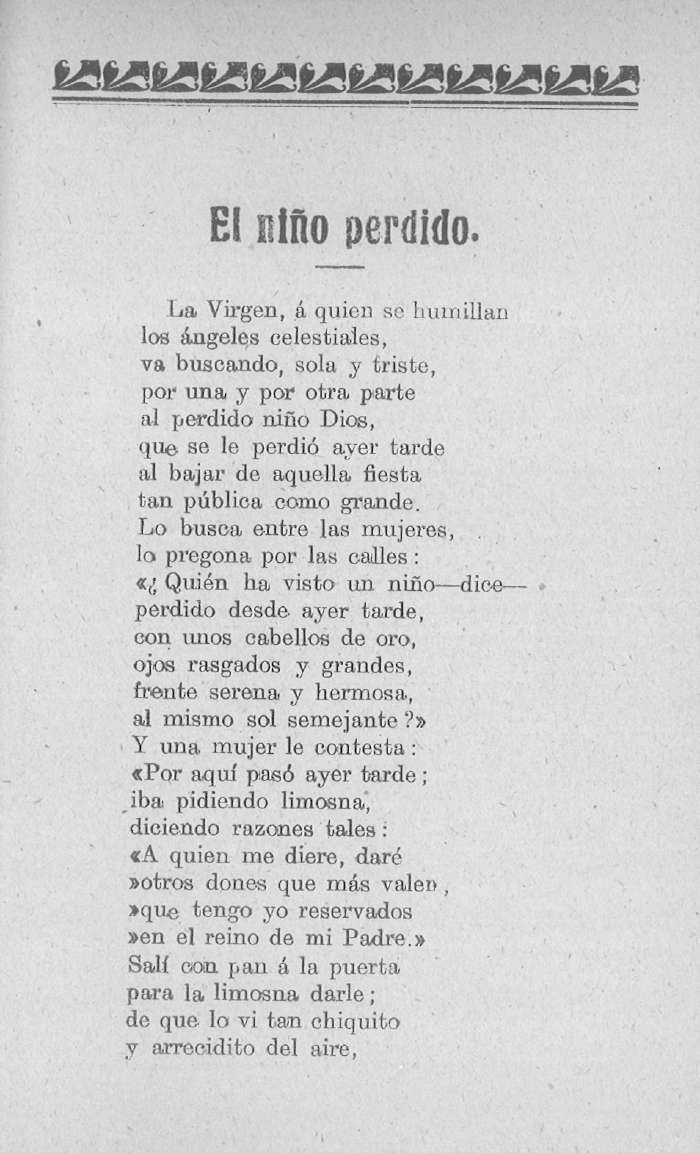 El niño perdido.
La Virgen, á quien se humillan
los ángeles celestiales,
va buscando, sola y triste,
por una y por otra parte
al perdido niño Dios,
que se le perdió ayer tarde
al bajar de aquella fiesta
tan pública como grande.
Lo busca entre las mujeres,
lo pregona por las calles:
«¿Quién ha visto un niño—dice—
perdido desde ayer tarde,
con unos cabellos de oro,
ojos rasgados y grandes,
frente serena y hermosa,
al mismo sol semejante?»
Y una mujer le contesta:
«Por aquí pasó ayer tarde;
iba pidiendo limosna,
diciendo razones tales:
«A quien me diere, daré
»otros dones que más valen,
»que tengo yo reservados
»en el reino de mi Padre.»
Salí con pan á la puerta
para la limosna darle;
de que lo vi tan chiquito
y arrecidito del aire,